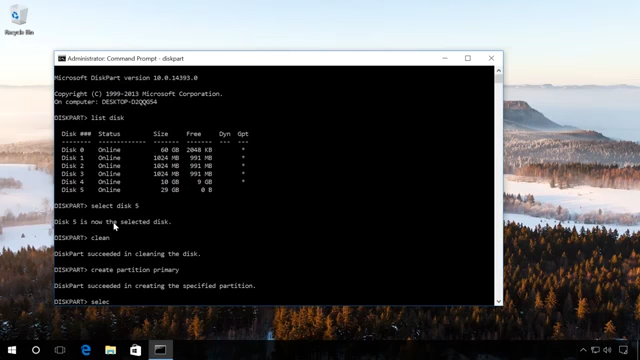 Recycle Bin
Administrator: Command Prompt - diskpart
Microsoft DiskPart version 10.0.14393.0
Copyright (C) 1999-2013 Microsoft Corporation.
On computer: DESKTOP-D2QQGS4
DISKPART> list disk
Disk ### Status Size Free Dyn Gpt
-------- ------------- ------- ------- --- ---
Disk 0 Online 60 GB 2048 KB *
Disk 1 Online 1024 MB 991 MB *
Disk 2 Online 1024 MB 991 MB *
Disk 3 Online 1024 MB 991 MB *
Disk 4 Online 10 GB 9 GB *
Disk 5 Online 29 GB 0 B
DISKPART> select disk 5
Disk 5 is now the selected disk.
DISKPART> clean
DiskPart succeeded in cleaning the disk.
DISKPART> create partition primary
DiskPart succeeded in creating the specified partition.
DISKPART> selec